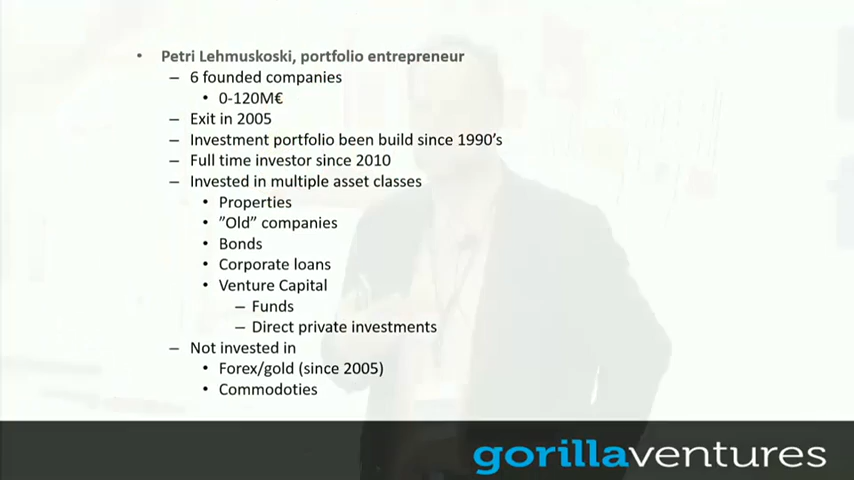 • Petri Lehmuskoski, portfolio entrepreneur
– 6 founded companies
• 0-120M€
– Exit in 2005
– Investment portfolio been build since 1990’s
– Full time investor since 2010
– Invested in multiple asset classes
• Properties
• ”Old” companies
• Bonds
• Corporate loans
• Venture Capital
– Funds
– Direct private investments
– Not invested in
• Forex/gold (since 2005)
• Commodoties
gorillaventures